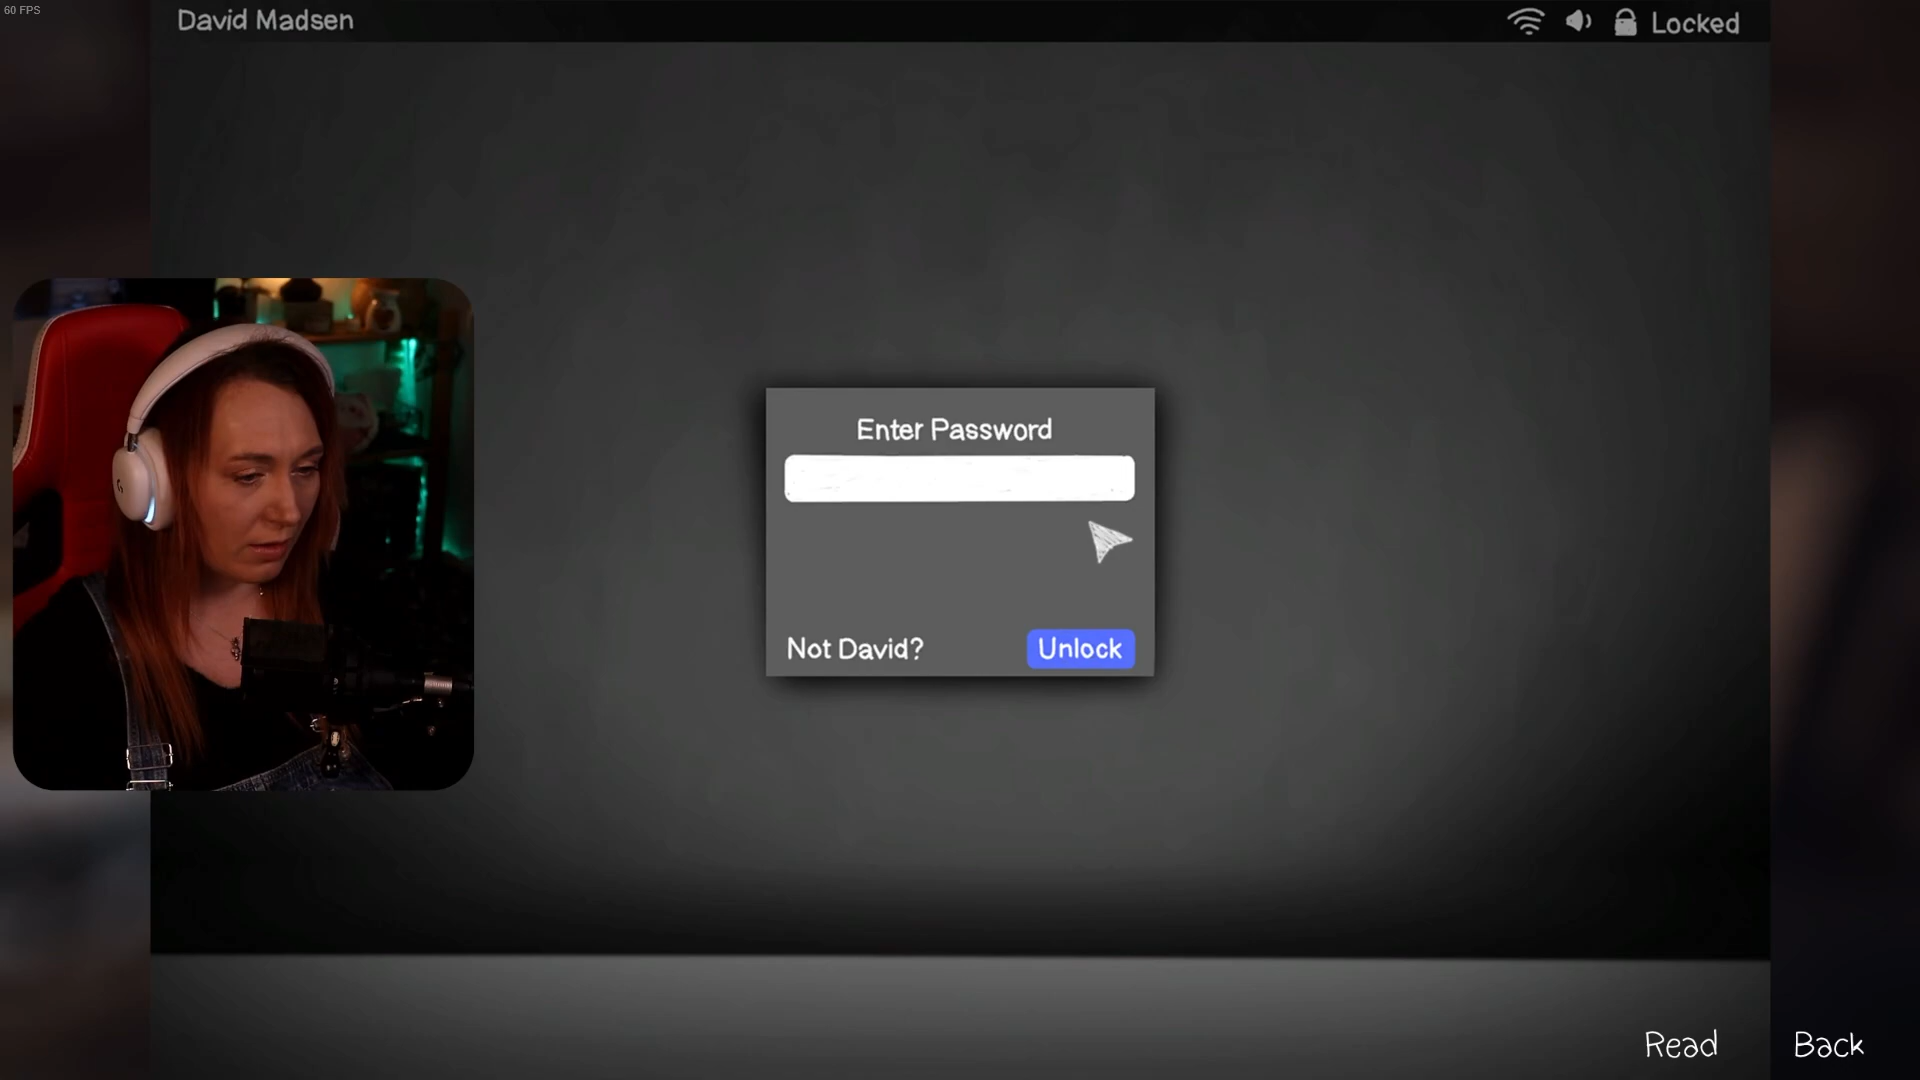 60 FPS
David Madsen
Locked
Enter Password
Not David?
Unlock
Read
Back